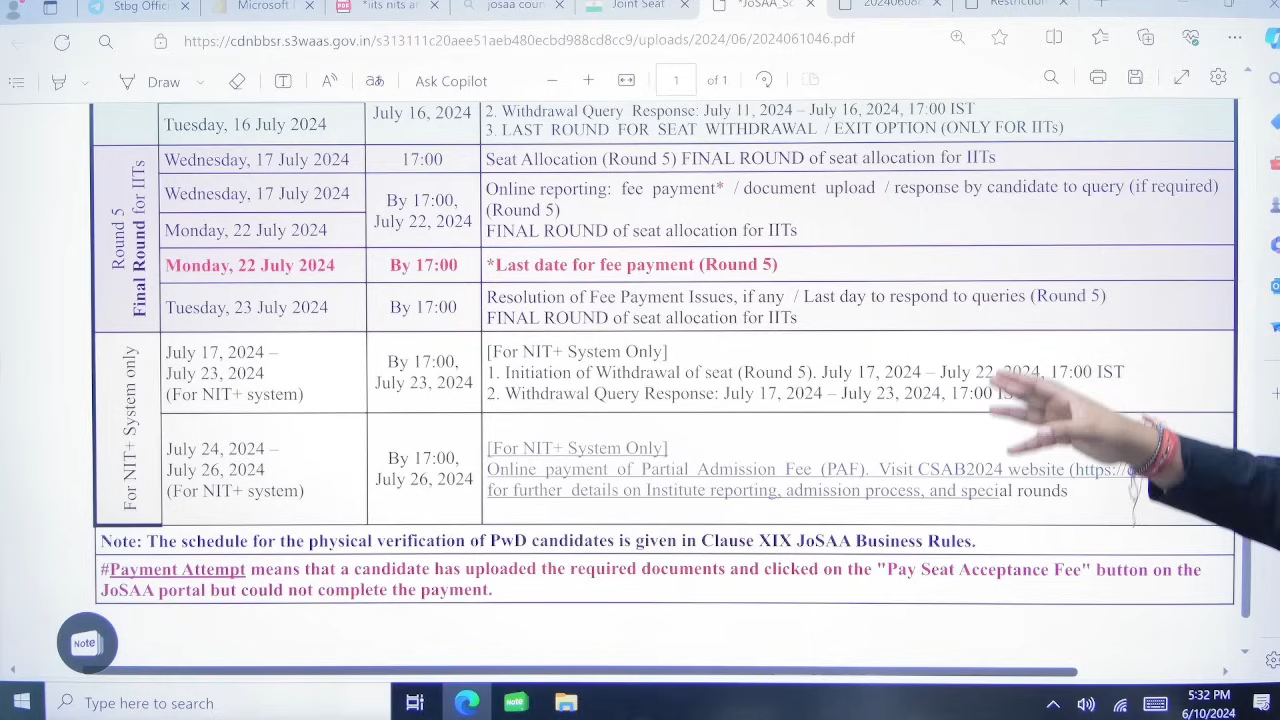 Stbg Offici
Microsoft
"iits nits ar
josaa coun
Joint Seat
*JoSAA_Sc
20240608
Restriction
https://cdnbbsr.s3waas.gov.in/s313111c20aee51aeb480ecbd988cd8cc9/uploads/2024/06/2024061046.pdf
Draw
Ask Copilot
1 of 1
Tuesday, 16 July 2024
July 16, 2024
2. Withdrawal Query Response: July 11, 2024 – July 16, 2024, 17:00 IST
3. LAST ROUND FOR SEAT WITHDRAWAL / EXIT OPTION (ONLY FOR IITs)
Round 5
Final Round for IITs
Wednesday, 17 July 2024
17:00
Seat Allocation (Round 5) FINAL ROUND of seat allocation for IITs
Wednesday, 17 July 2024
Monday, 22 July 2024
By 17:00,
July 22, 2024
Online reporting: fee payment* / document upload / response by candidate to query (if required)
(Round 5)
FINAL ROUND of seat allocation for IITs
Monday, 22 July 2024
By 17:00
*Last date for fee payment (Round 5)
Tuesday, 23 July 2024
By 17:00
Resolution of Fee Payment Issues, if any / Last day to respond to queries (Round 5)
FINAL ROUND of seat allocation for IITs
For NIT+ System only
July 17, 2024 –
July 23, 2024
(For NIT+ system)
By 17:00,
July 23, 2024
[For NIT+ System Only]
1. Initiation of Withdrawal of seat (Round 5). July 17, 2024 – July 22, 2024, 17:00 IST
2. Withdrawal Query Response: July 17, 2024 – July 23, 2024, 17:00
July 24, 2024 –
July 26, 2024
(For NIT+ system)
By 17:00,
July 26, 2024
[For NIT+ System Only]
Online payment of Partial Admission Fee (PAF). Visit CSAB2024 website (https://
for further details on Institute reporting, admission process, and special rounds
Note: The schedule for the physical verification of PwD candidates is given in Clause XIX JoSAA Business Rules.
#Payment Attempt means that a candidate has uploaded the required documents and clicked on the "Pay Seat Acceptance Fee" button on the
JoSAA portal but could not complete the payment.
Note
Type here to search
Note
5:32 PM
6/10/2024